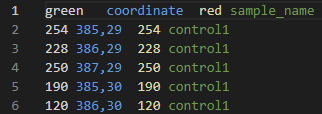 1 green coordinate red sample_name
2 254 385,29 254 control1
3 228 386,29 228 control1
4 250 387,29 250 control1
5 190 385,30 190 control1
6 120 386,30 120 control1